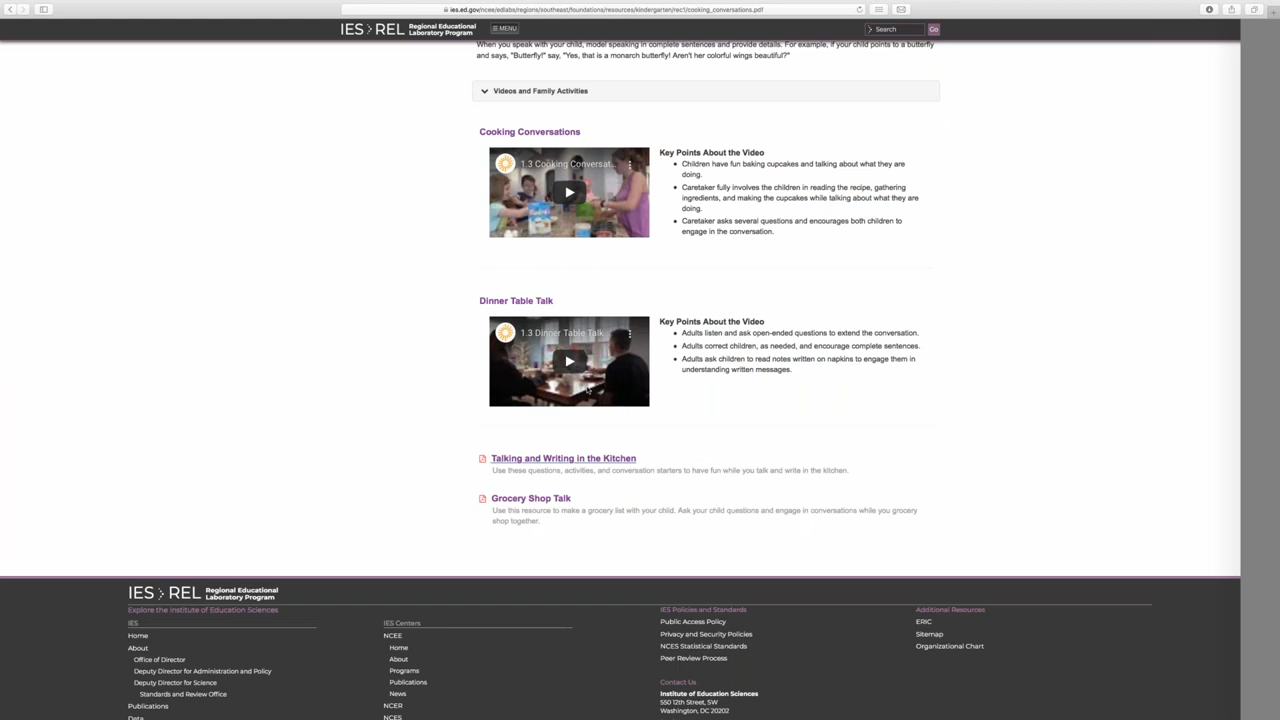 ies.ed.gov/ncee/edlabs/regions/southeast/foundations/resources/kindergarten/rec1/cooking_conversations.pdf
IES REL Regional Educational
Laboratory Program
MENU
Search
Go
When you speak with your child, model speaking in complete sentences and provide details. For example, if your child points to a butterfly
and says, "Butterfly!" say, "Yes, that is a monarch butterfly! Aren't her colorful wings beautiful?"
Videos and Family Activities
Cooking Conversations
1.3 Cooking Conversat...
Key Points About the Video
Children have fun baking cupcakes and talking about what they are
doing.
Caretaker fully involves the children in reading the recipe, gathering
ingredients, and making the cupcakes while talking about what they are
doing.
Caretaker asks several questions and encourages both children to
engage in the conversation.
Dinner Table Talk
1.3 Dinner Table Talk
Key Points About the Video
Adults listen and ask open-ended questions to extend the conversation.
Adults correct children, as needed, and encourage complete sentences.
Adults ask children to read notes written on napkins to engage them in
understanding written messages.
Talking and Writing in the Kitchen
Use these questions, activities, and conversation starters to have fun while you talk and write in the kitchen.
Grocery Shop Talk
Use this resource to make a grocery list with your child. Ask your child questions and engage in conversations while you grocery
shop together.
IES REL Regional Educational
Laboratory Program
Explore the Institute of Education Sciences
IES
Home
About
Office of Director
Deputy Director for Administration and Policy
Deputy Director for Science
Standards and Review Office
Publications
Data
IES Centers
NCEE
Home
About
Programs
Publications
News
NCER
NCES
IES Policies and Standards
Public Access Policy
Privacy and Security Policies
NCES Statistical Standards
Peer Review Process
Contact Us
Institute of Education Sciences
550 12th Street, SW
Washington, DC 20202
Additional Resources
ERIC
Sitemap
Organizational Chart